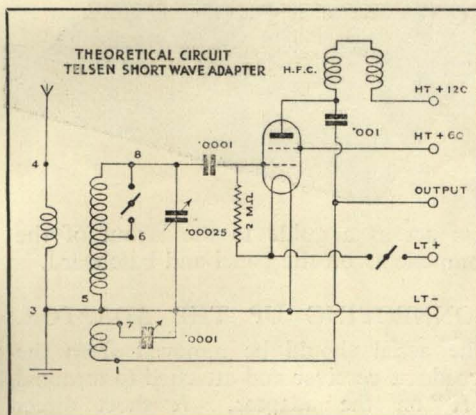 THEORETICAL CIRCUIT
TELSEN SHORT WAVE ADAPTER
H.F.C.
HT + 120
HT + 60
·001
OUTPUT
LT +
LT -
4
8
·0001
6
·00025
2 MΩ
3
5
7
·0001
1